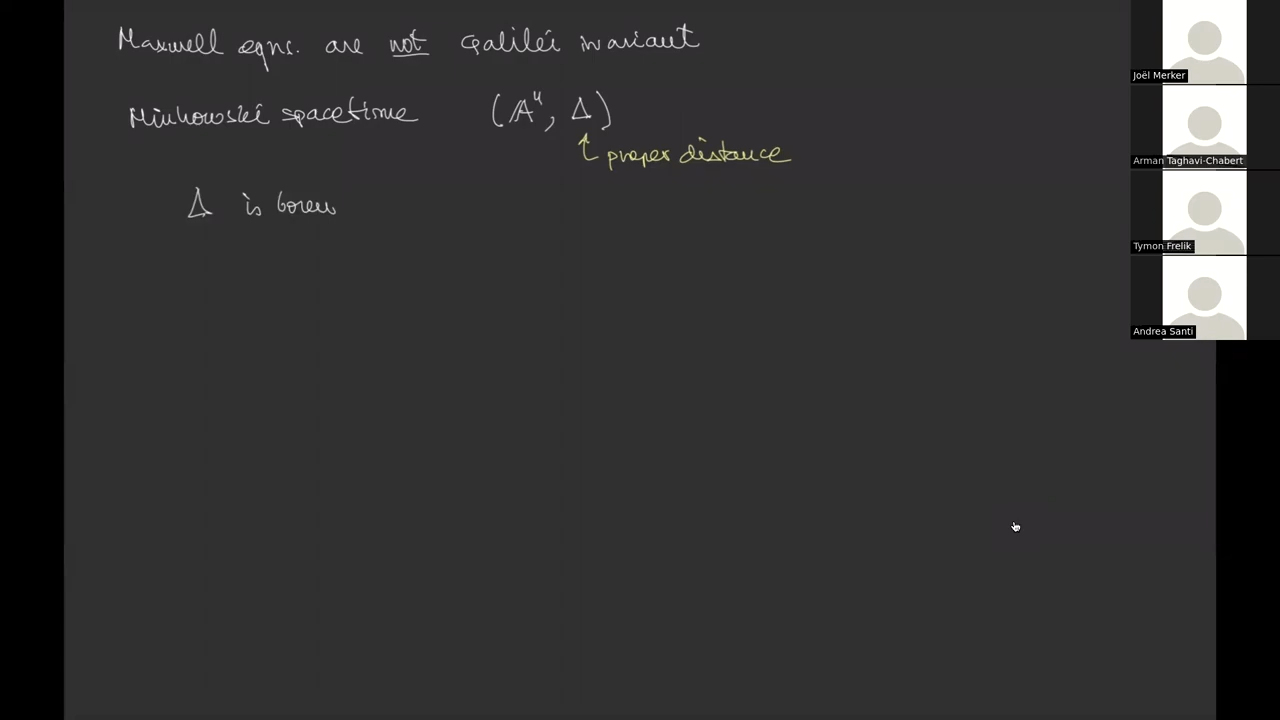 Maxwell eqns. are not Galilei invariant
Minkowski spacetime (𝔸⁴, Δ)
↑ proper distance
Δ is
Joël Merker
Arman Taghavi-Chabert
Tymon Frelik
Andrea Santi